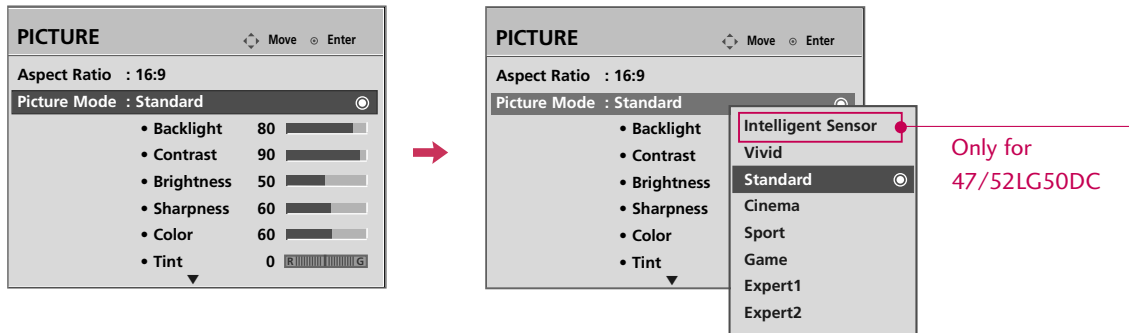 PICTURE Move Enter
Aspect Ratio : 16:9
Picture Mode : Standard
• Backlight 80
• Contrast 90
• Brightness 50
• Sharpness 60
• Color 60
• Tint 0 R G
PICTURE Move Enter
Aspect Ratio : 16:9
Picture Mode : Standard
• Backlight
• Contrast
• Brightness
• Sharpness
• Color
• Tint
Intelligent Sensor
Vivid
Standard
Cinema
Sport
Game
Expert1
Expert2
Only for
47/52LG50DC